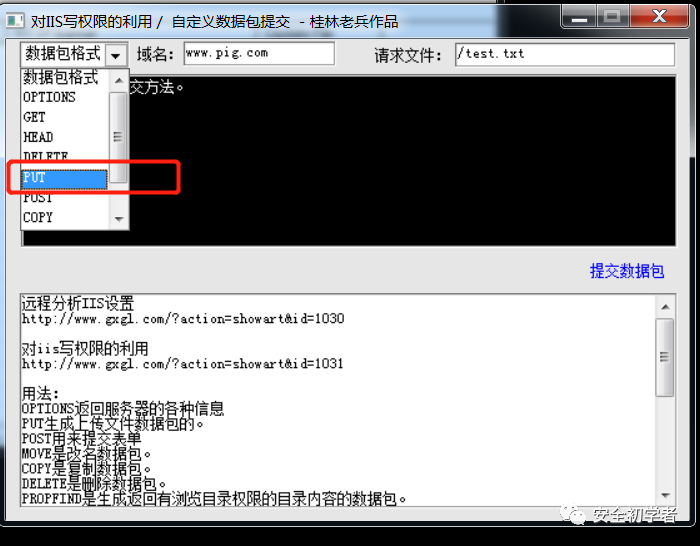 对IIS写权限的利用 / 自定义数据包提交 - 桂林老兵作品
数据包格式 域名: www.pig.com 请求文件: /test.txt
数据包格式
交方法。
OPTIONS
GET
HEAD
DELETE
PUT
POST
COPY
提交数据包
远程分析IIS设置
http://www.gxgl.com/?action=showart&id=1030
对iis写权限的利用
http://www.gxgl.com/?action=showart&id=1031
用法:
OPTIONS返回服务器的各种信息
PUT生成上传文件数据包的。
POST用来提交表单
MOVE是改名数据包。
COPY是复制数据包。
DELETE是删除数据包。
PROPFIND是生成返回有浏览目录权限的目录内容的数据包。
安全初学者